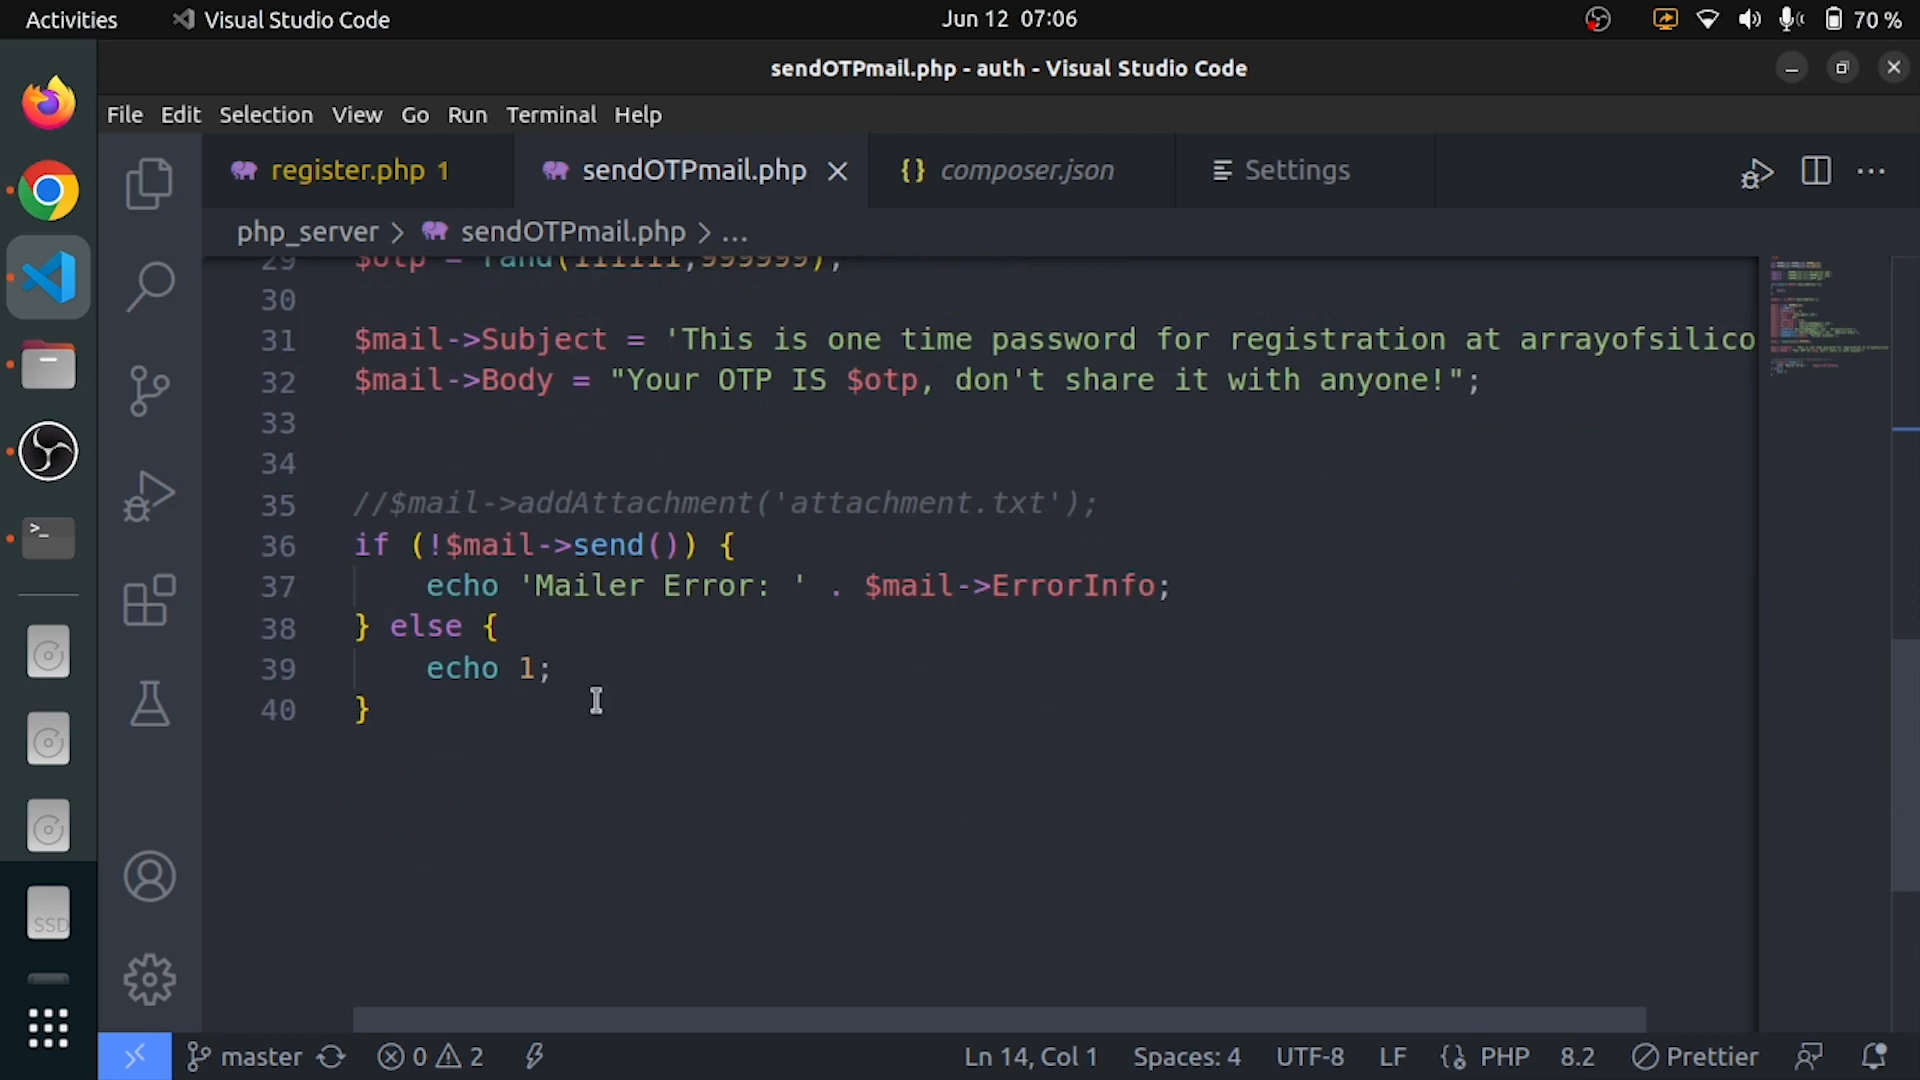 Activities Visual Studio Code Jun 12 07:06 70 %
sendOTPmail.php - auth - Visual Studio Code
File Edit Selection View Go Run Terminal Help
register.php 1 sendOTPmail.php {} composer.json Settings
php_server > sendOTPmail.php > ...
29 $otp = rand(111111,999999);
30
31 $mail->Subject = 'This is one time password for registration at arrayofsilico
32 $mail->Body = "Your OTP IS $otp, don't share it with anyone!";
33
34
35 //$mail->addAttachment('attachment.txt');
36 if (!$mail->send()) {
37 echo 'Mailer Error: ' . $mail->ErrorInfo;
38 } else {
39 echo 1;
40 }
SSD
master 0 2 Ln 14, Col 1 Spaces: 4 UTF-8 LF PHP 8.2 Prettier